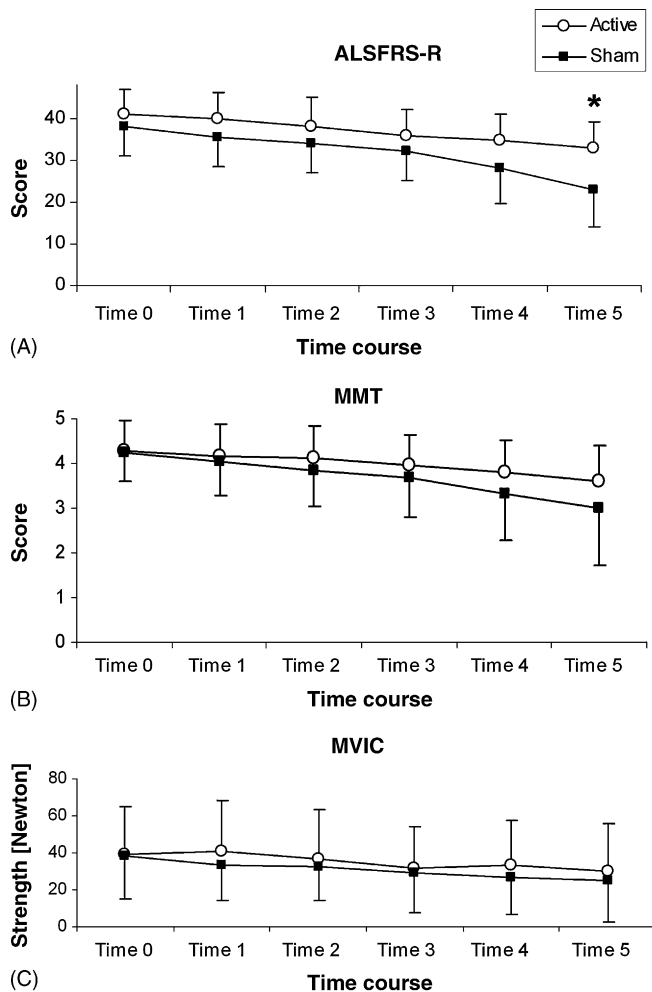 Active
Sham
ALSFRS-R
*
40
30
20
10
0
Score
Time 0 Time 1 Time 2 Time 3 Time 4 Time 5
(A)
Time course
MMT
5
4
3
2
1
0
Score
Time 0 Time 1 Time 2 Time 3 Time 4 Time 5
(B)
Time course
MVIC
80
60
40
20
0
Strength [Newton]
Time 0 Time 1 Time 2 Time 3 Time 4 Time 5
(C)
Time course